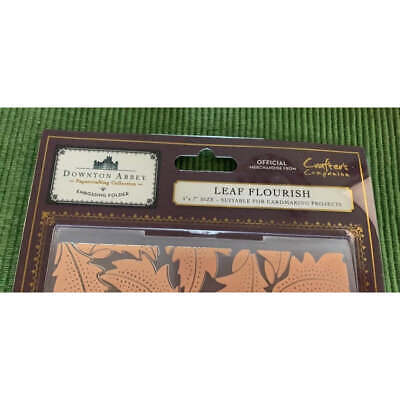 DOWNTON ABBEY
Papercrafting Collection
EMBOSSING FOLDER
OFFICIAL
MERCHANDISE FROM
Crafter's
Companion
LEAF FLOURISH
5" x 7" SIZE – SUITABLE FOR CARDMAKING PROJECTS